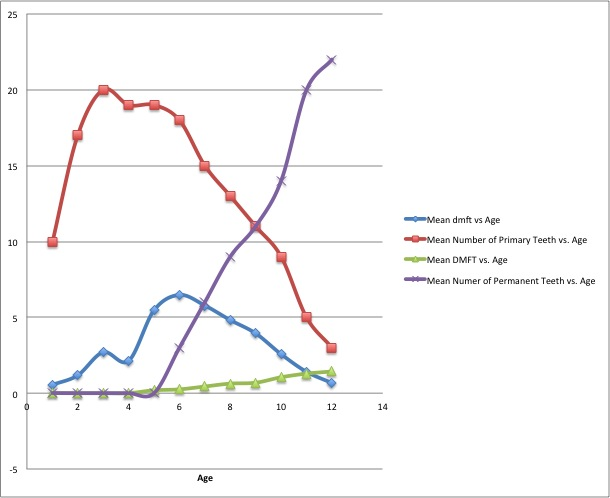 25
20
15
10
5
0
-5
0 2 4 6 8 10 12 14
Age
Mean dmft vs Age
Mean Number of Primary Teeth vs. Age
Mean DMFT vs. Age
Mean Numer of Permanent Teeth vs. Age